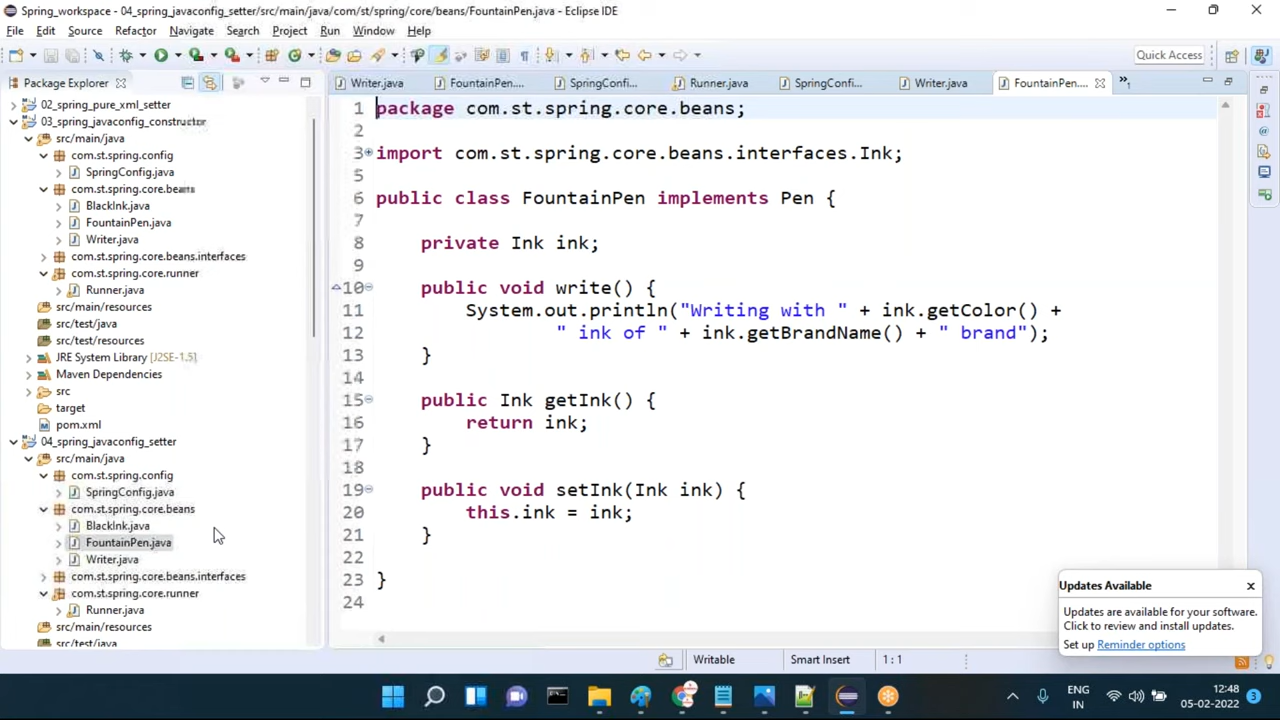 Spring_workspace - 04_spring_javaconfig_setter/src/main/java/com/st/spring/core/beans/FountainPen.java - Eclipse IDE
File Edit Source Refactor Navigate Search Project Run Window Help
Quick Access
Package Explorer
02_spring_pure_xml_setter
03_spring_javaconfig_constructor
src/main/java
com.st.spring.config
SpringConfig.java
com.st.spring.core.beans
BlackInk.java
FountainPen.java
Writer.java
com.st.spring.core.beans.interfaces
com.st.spring.core.runner
Runner.java
src/main/resources
src/test/java
src/test/resources
JRE System Library [J2SE-1.5]
Maven Dependencies
src
target
pom.xml
04_spring_javaconfig_setter
src/main/java
com.st.spring.config
SpringConfig.java
com.st.spring.core.beans
BlackInk.java
FountainPen.java
Writer.java
com.st.spring.core.beans.interfaces
com.st.spring.core.runner
Runner.java
src/main/resources
src/test/java
Writer.java FountainPen.... SpringConfi... Runner.java SpringConfi... Writer.java FountainPen.... »1
1 package com.st.spring.core.beans;
2
3 import com.st.spring.core.beans.interfaces.Ink;
5
6 public class FountainPen implements Pen {
7
8 private Ink ink;
9
10 public void write() {
11 System.out.println("Writing with " + ink.getColor() +
12 " ink of " + ink.getBrandName() + " brand");
13 }
14
15 public Ink getInk() {
16 return ink;
17 }
18
19 public void setInk(Ink ink) {
20 this.ink = ink;
21 }
22
23 }
24
Updates Available
Updates are available for your software.
Click to review and install updates.
Set up Reminder options
Writable Smart Insert 1 : 1
ENG
IN
12:48
05-02-2022
3